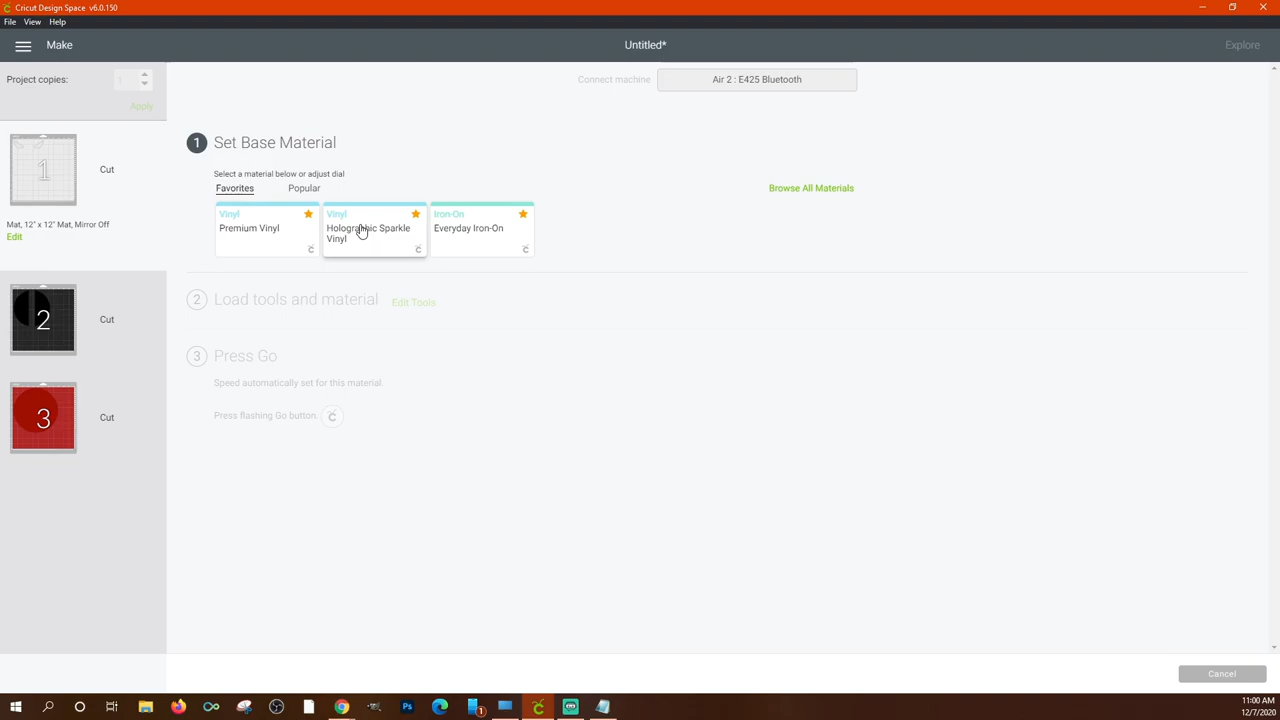 Cricut Design Space v6.0.150
File View Help
Make
Untitled*
Explore
Project copies: 1
Apply
Connect machine
Air 2 : E425 Bluetooth
1 Set Base Material
Select a material below or adjust dial
Favorites Popular
Browse All Materials
Vinyl
Premium Vinyl
Vinyl
Holographic Sparkle
Vinyl
Iron-On
Everyday Iron-On
1 Cut
Mat, 12" x 12" Mat, Mirror Off
Edit
2 Cut
3 Cut
2 Load tools and material Edit Tools
3 Press Go
Speed automatically set for this material.
Press flashing Go button
Cancel
Ps
1
11:00 AM
12/7/2020